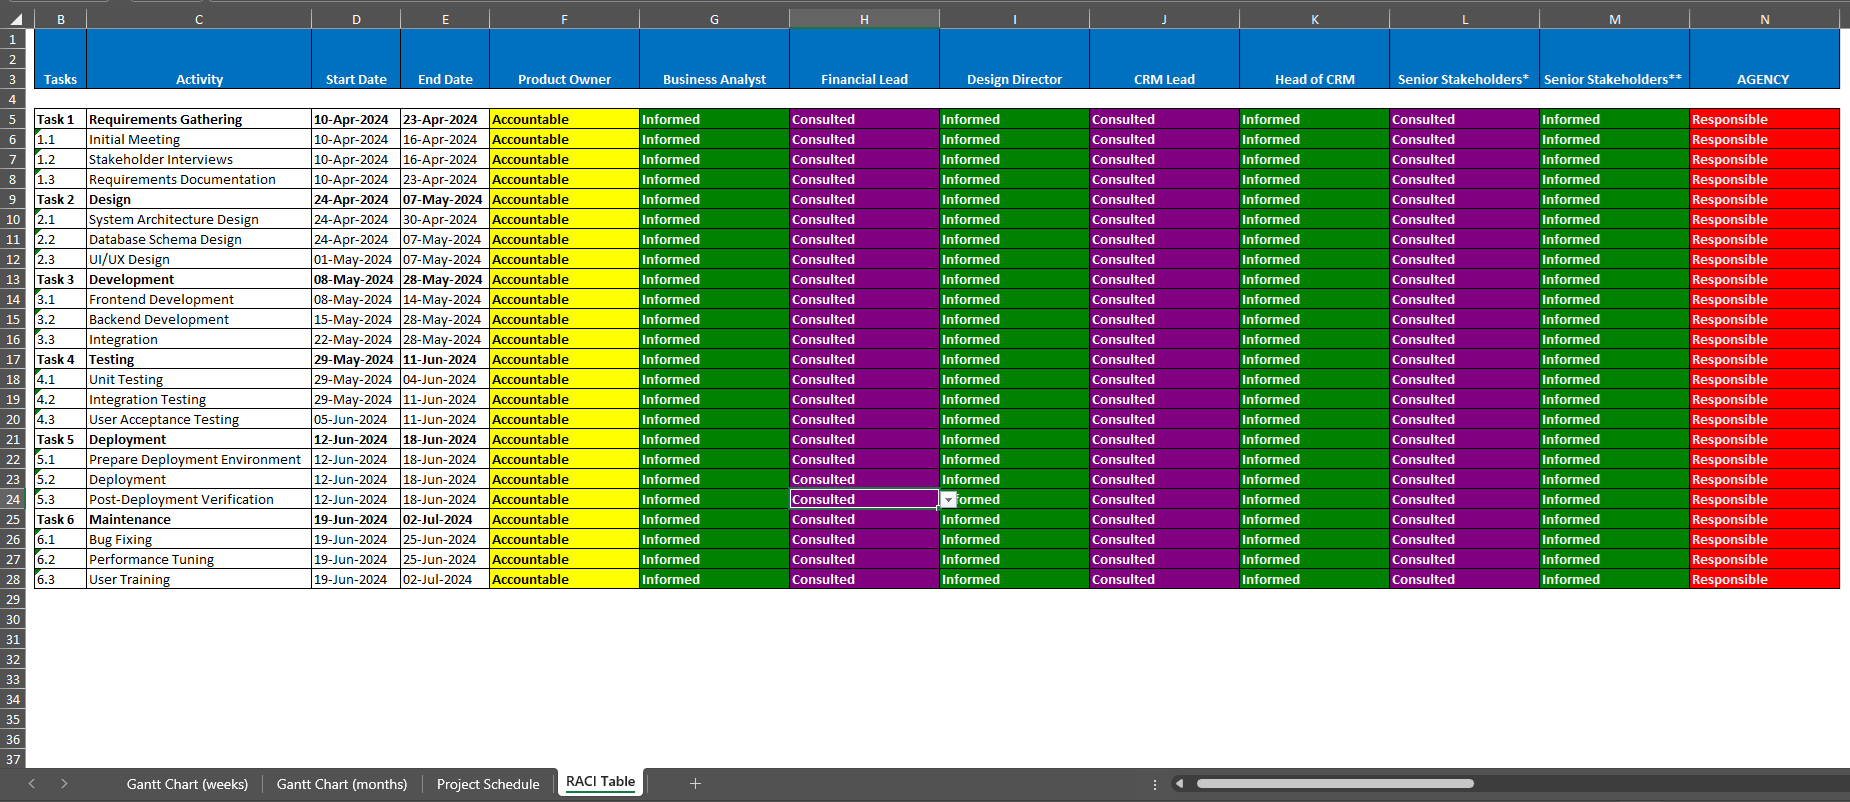 B C D E F G H I J K L M N
1
2
3 Tasks Activity Start Date End Date Product Owner Business Analyst Financial Lead Design Director CRM Lead Head of CRM Senior Stakeholders* Senior Stakeholders** AGENCY
4
5 Task 1 Requirements Gathering 10-Apr-2024 23-Apr-2024 Accountable Informed Consulted Informed Consulted Informed Consulted Informed Responsible
6 1.1 Initial Meeting 10-Apr-2024 16-Apr-2024 Accountable Informed Consulted Informed Consulted Informed Consulted Informed Responsible
7 1.2 Stakeholder Interviews 10-Apr-2024 16-Apr-2024 Accountable Informed Consulted Informed Consulted Informed Consulted Informed Responsible
8 1.3 Requirements Documentation 10-Apr-2024 23-Apr-2024 Accountable Informed Consulted Informed Consulted Informed Consulted Informed Responsible
9 Task 2 Design 24-Apr-2024 07-May-2024 Accountable Informed Consulted Informed Consulted Informed Consulted Informed Responsible
10 2.1 System Architecture Design 24-Apr-2024 30-Apr-2024 Accountable Informed Consulted Informed Consulted Informed Consulted Informed Responsible
11 2.2 Database Schema Design 24-Apr-2024 07-May-2024 Accountable Informed Consulted Informed Consulted Informed Consulted Informed Responsible
12 2.3 UI/UX Design 01-May-2024 07-May-2024 Accountable Informed Consulted Informed Consulted Informed Consulted Informed Responsible
13 Task 3 Development 08-May-2024 28-May-2024 Accountable Informed Consulted Informed Consulted Informed Consulted Informed Responsible
14 3.1 Frontend Development 08-May-2024 14-May-2024 Accountable Informed Consulted Informed Consulted Informed Consulted Informed Responsible
15 3.2 Backend Development 15-May-2024 28-May-2024 Accountable Informed Consulted Informed Consulted Informed Consulted Informed Responsible
16 3.3 Integration 22-May-2024 28-May-2024 Accountable Informed Consulted Informed Consulted Informed Consulted Informed Responsible
17 Task 4 Testing 29-May-2024 11-Jun-2024 Accountable Informed Consulted Informed Consulted Informed Consulted Informed Responsible
18 4.1 Unit Testing 29-May-2024 04-Jun-2024 Accountable Informed Consulted Informed Consulted Informed Consulted Informed Responsible
19 4.2 Integration Testing 29-May-2024 11-Jun-2024 Accountable Informed Consulted Informed Consulted Informed Consulted Informed Responsible
20 4.3 User Acceptance Testing 05-Jun-2024 11-Jun-2024 Accountable Informed Consulted Informed Consulted Informed Consulted Informed Responsible
21 Task 5 Deployment 12-Jun-2024 18-Jun-2024 Accountable Informed Consulted Informed Consulted Informed Consulted Informed Responsible
22 5.1 Prepare Deployment Environment 12-Jun-2024 18-Jun-2024 Accountable Informed Consulted Informed Consulted Informed Consulted Informed Responsible
23 5.2 Deployment 12-Jun-2024 18-Jun-2024 Accountable Informed Consulted Informed Consulted Informed Consulted Informed Responsible
24 5.3 Post-Deployment Verification 12-Jun-2024 18-Jun-2024 Accountable Informed Consulted formed Consulted Informed Consulted Informed Responsible
25 Task 6 Maintenance 19-Jun-2024 02-Jul-2024 Accountable Informed Consulted Informed Consulted Informed Consulted Informed Responsible
26 6.1 Bug Fixing 19-Jun-2024 25-Jun-2024 Accountable Informed Consulted Informed Consulted Informed Consulted Informed Responsible
27 6.2 Performance Tuning 19-Jun-2024 25-Jun-2024 Accountable Informed Consulted Informed Consulted Informed Consulted Informed Responsible
28 6.3 User Training 19-Jun-2024 02-Jul-2024 Accountable Informed Consulted Informed Consulted Informed Consulted Informed Responsible
29
30
31
32
33
34
35
36
37
Gantt Chart (weeks) Gantt Chart (months) Project Schedule RACI Table